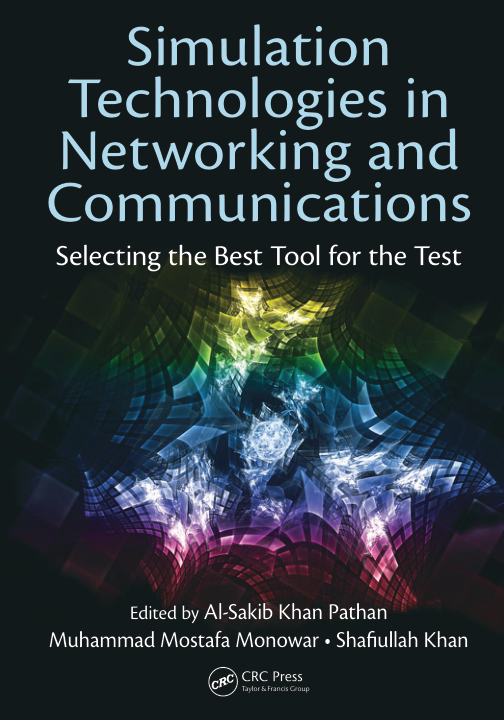 Simulation
Technologies in
Networking and
Communications
Selecting the Best Tool for the Test
Edited by Al-Sakib Khan Pathan
Muhammad Mostafa Monowar • Shafiullah Khan
CRC
CRC Press
Taylor & Francis Group